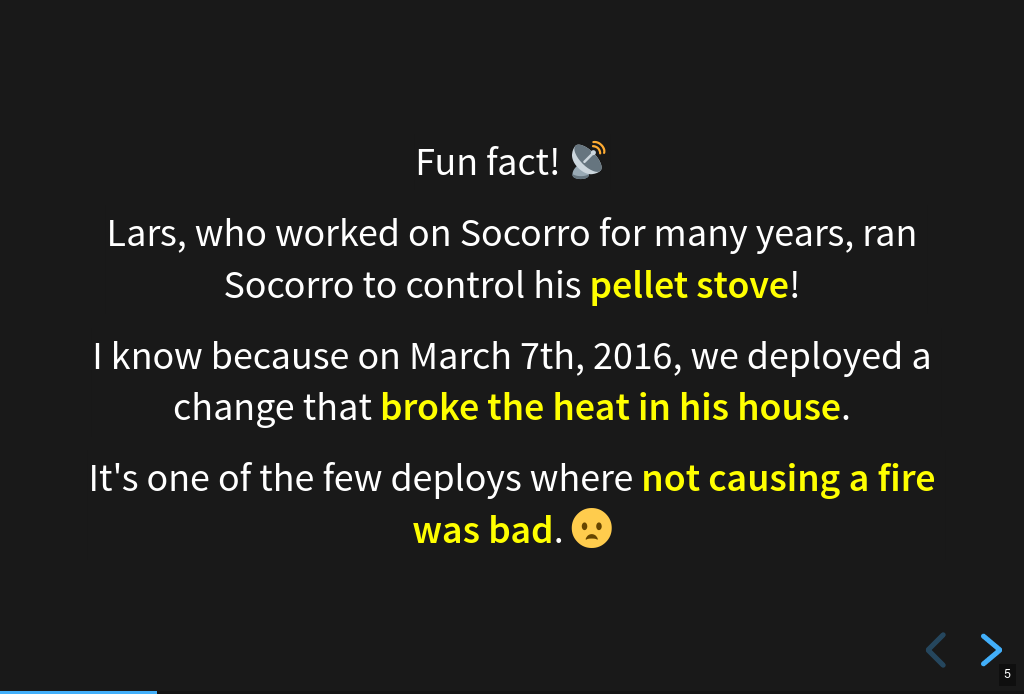 Fun fact! 📡
Lars, who worked on Socorro for many years, ran
Socorro to control his pellet stove!
I know because on March 7th, 2016, we deployed a
change that broke the heat in his house.
It's one of the few deploys where not causing a fire
was bad. 😦
5